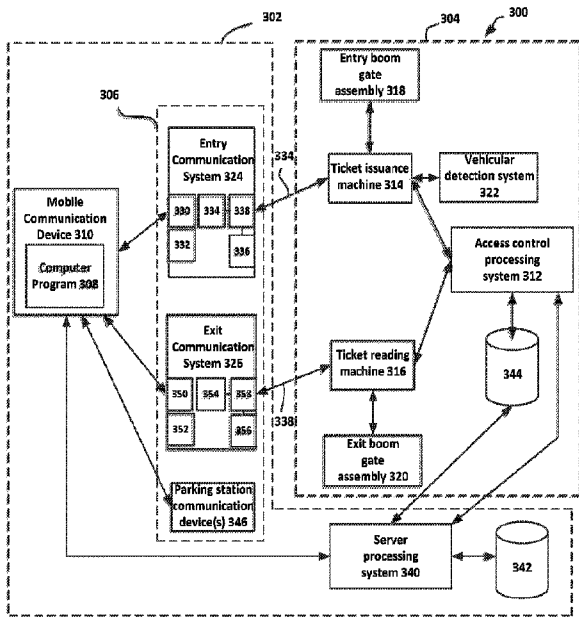 302
304
300
306
Entry boom
gate
assembly 318
Entry
Communication
System 324
334
Ticket issuance
machine 314
Vehicular
detection system
322
330
334
338
332
336
Mobile
Communication
Device 310
Computer
Program 308
Access control
processing
system 312
Exit
Communication
System 326
Ticket reading
machine 316
344
350
354
353
352
356
338
Exit boom gate
assembly 320
Parking station
communication
device(s) 346
Server
processing
system 340
342